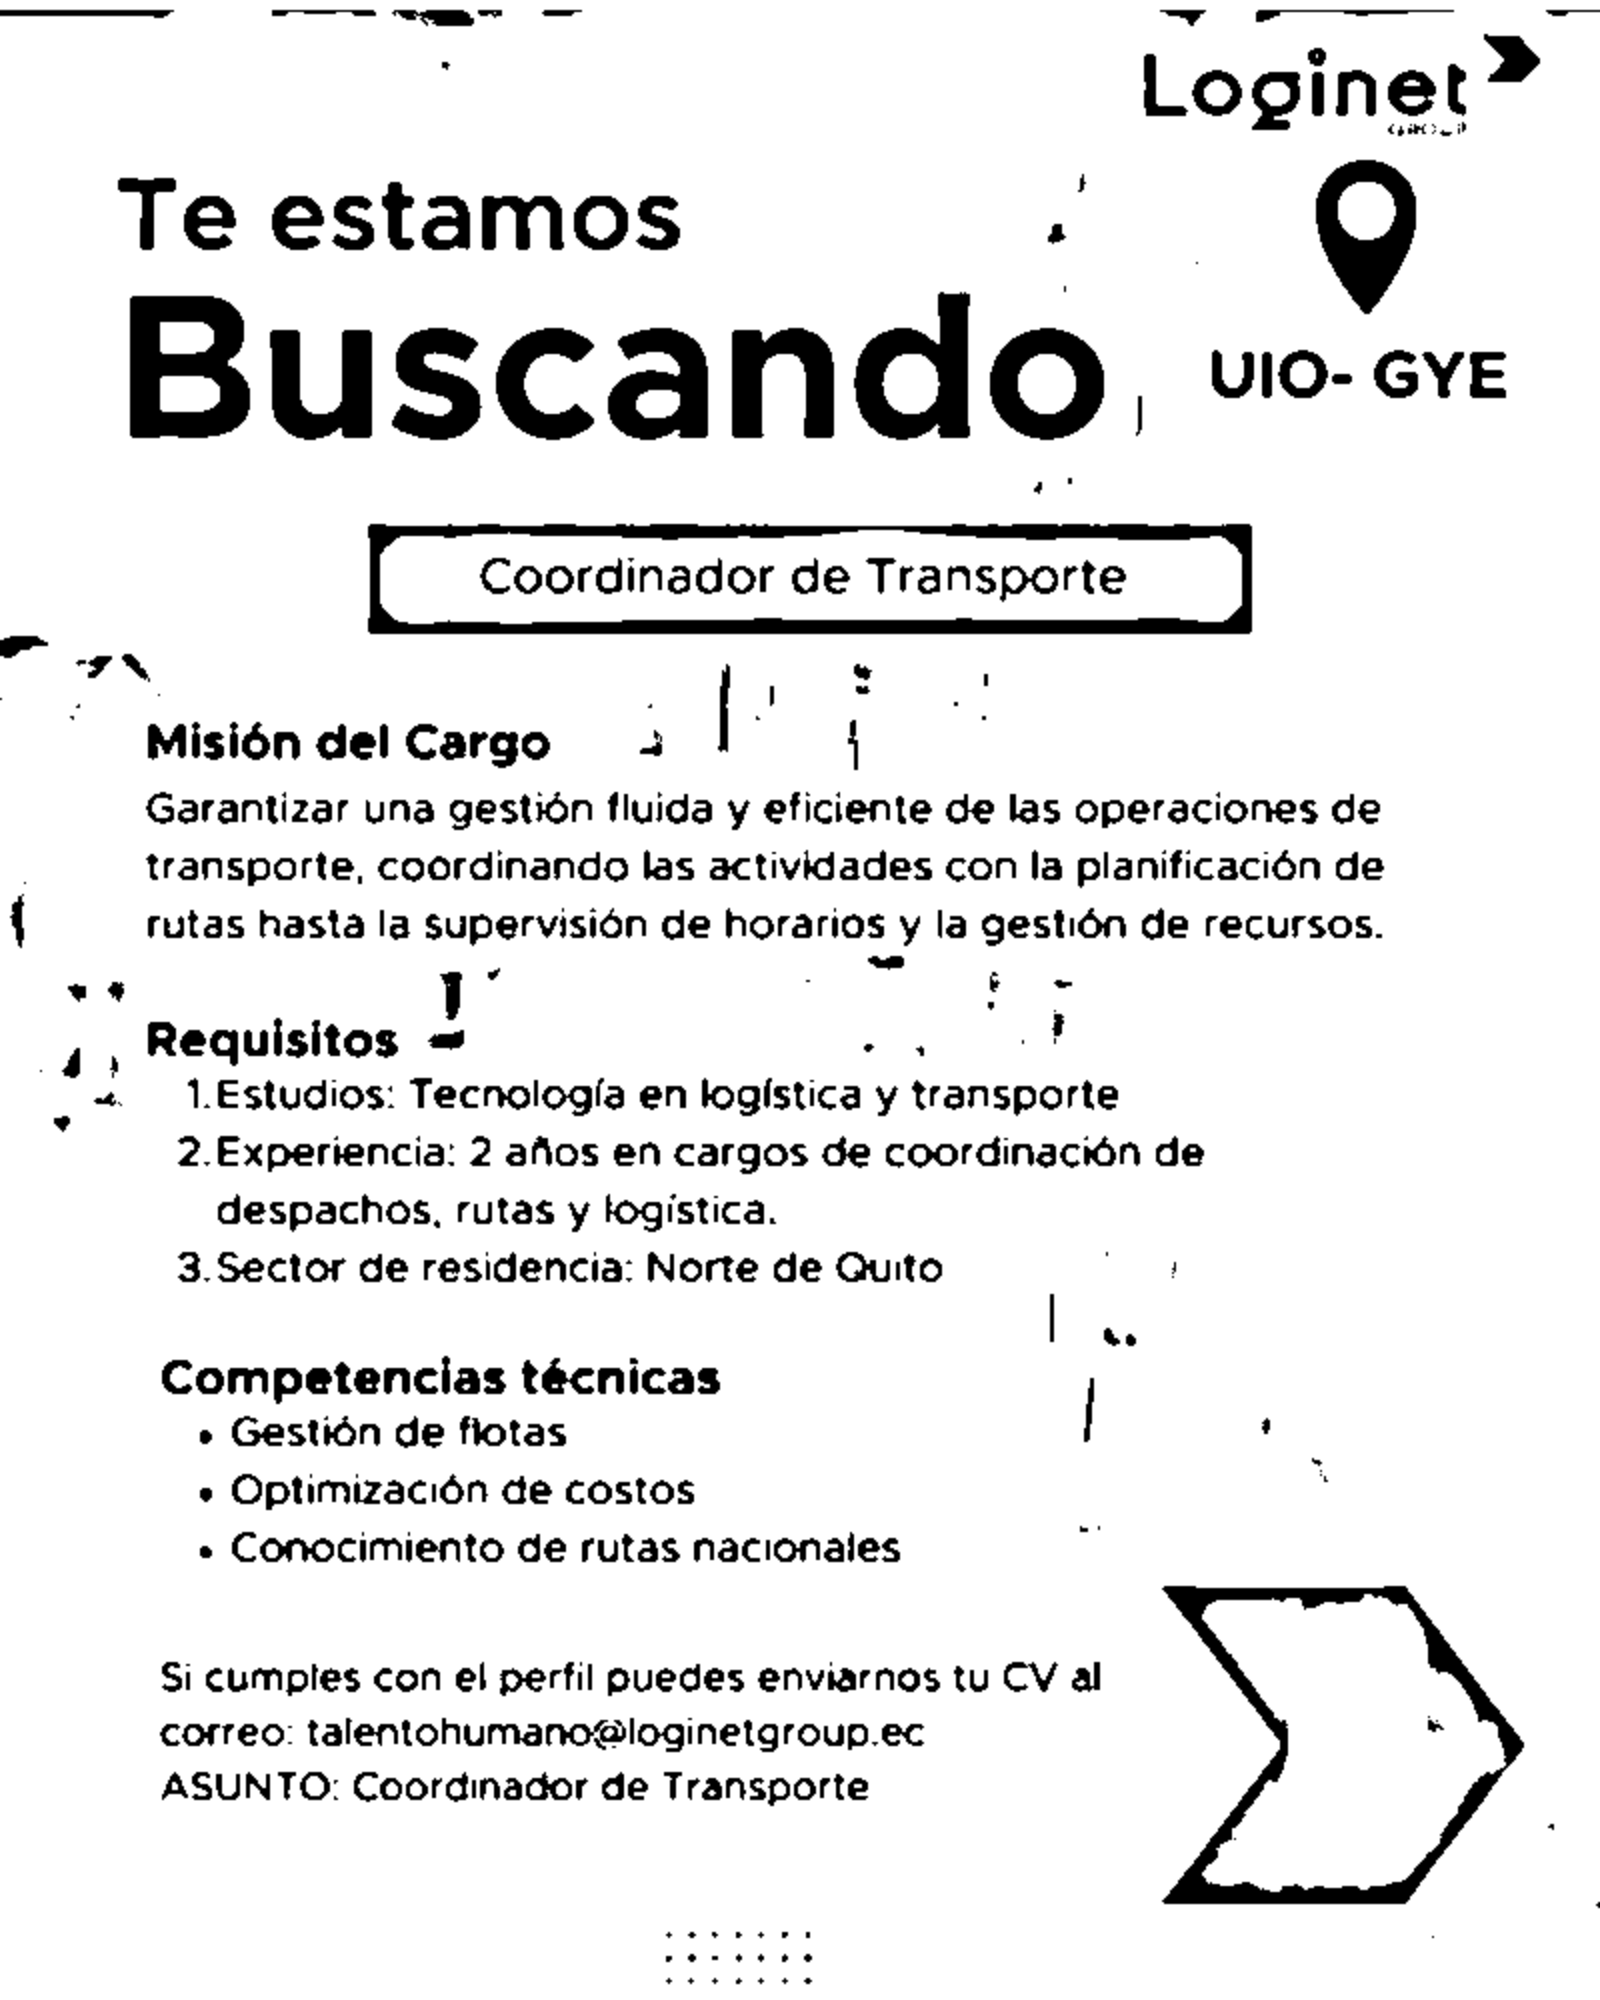 Loginet
GROUP
Te estamos
Buscando
UIO- GYE
Coordinador de Transporte
Misión del Cargo
Garantizar una gestión fluida y eficiente de las operaciones de
transporte, coordinando las actividades con la planificación de
rutas hasta la supervisión de horarios y la gestión de recursos.
Requisitos
1. Estudios: Tecnología en logística y transporte
2. Experiencia: 2 años en cargos de coordinación de
despachos, rutas y logística.
3. Sector de residencia: Norte de Quito
Competencias técnicas
• Gestión de flotas
• Optimización de costos
• Conocimiento de rutas nacionales
Si cumples con el perfil puedes enviarnos tu CV al
correo: talentohumano@loginetgroup.ec
ASUNTO: Coordinador de Transporte